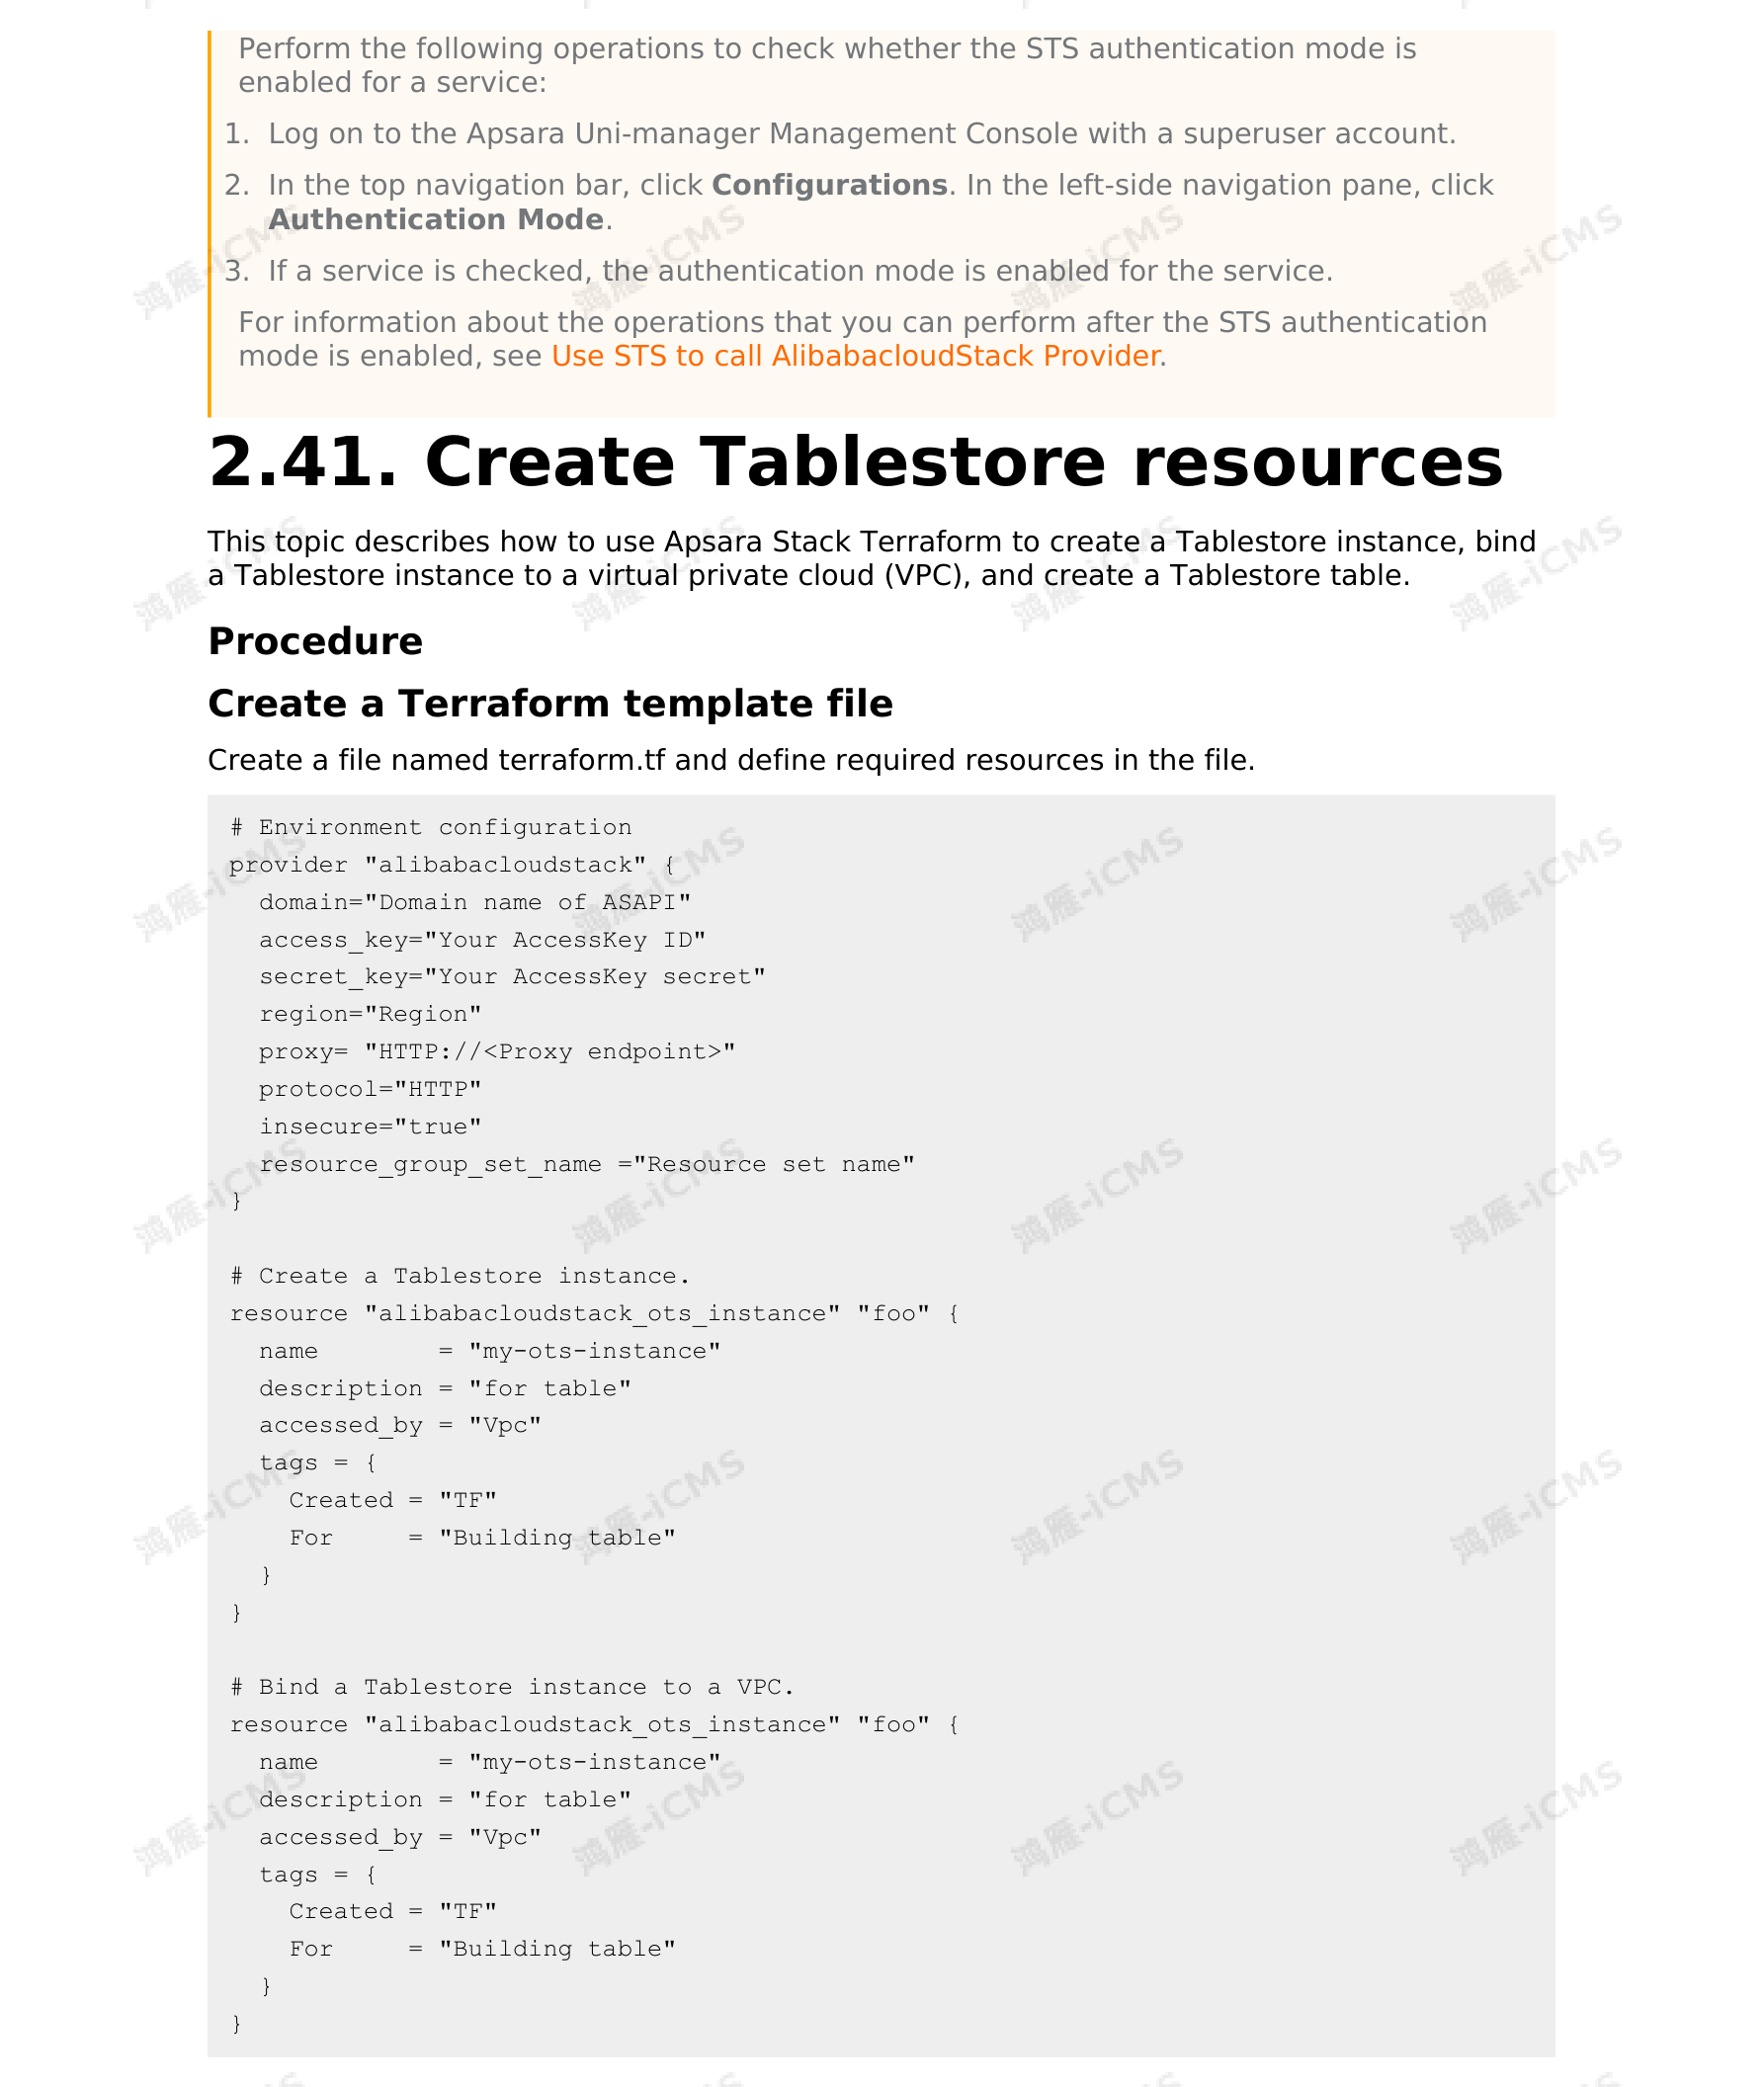 Perform the following operations to check whether the STS authentication mode is
enabled for a service:
1. Log on to the Apsara Uni-manager Management Console with a superuser account.
2. In the top navigation bar, click Configurations. In the left-side navigation pane, click
Authentication Mode.
3. If a service is checked, the authentication mode is enabled for the service.
For information about the operations that you can perform after the STS authentication
mode is enabled, see Use STS to call AlibabacloudStack Provider.
2.41. Create Tablestore resources
This topic describes how to use Apsara Stack Terraform to create a Tablestore instance, bind
a Tablestore instance to a virtual private cloud (VPC), and create a Tablestore table.
Procedure
Create a Terraform template file
Create a file named terraform.tf and define required resources in the file.
# Environment configuration
provider "alibabacloudstack" {
  domain="Domain name of ASAPI"
  access_key="Your AccessKey ID"
  secret_key="Your AccessKey secret"
  region="Region"
  proxy= "HTTP://<Proxy endpoint>"
  protocol="HTTP"
  insecure="true"
  resource_group_set_name ="Resource set name"
}
# Create a Tablestore instance.
resource "alibabacloudstack_ots_instance" "foo" {
  name        = "my-ots-instance"
  description = "for table"
  accessed_by = "Vpc"
  tags = {
    Created = "TF"
    For     = "Building table"
  }
}
# Bind a Tablestore instance to a VPC.
resource "alibabacloudstack_ots_instance" "foo" {
  name        = "my-ots-instance"
  description = "for table"
  accessed_by = "Vpc"
  tags = {
    Created = "TF"
    For     = "Building table"
  }
}
鸿雁-iCMS